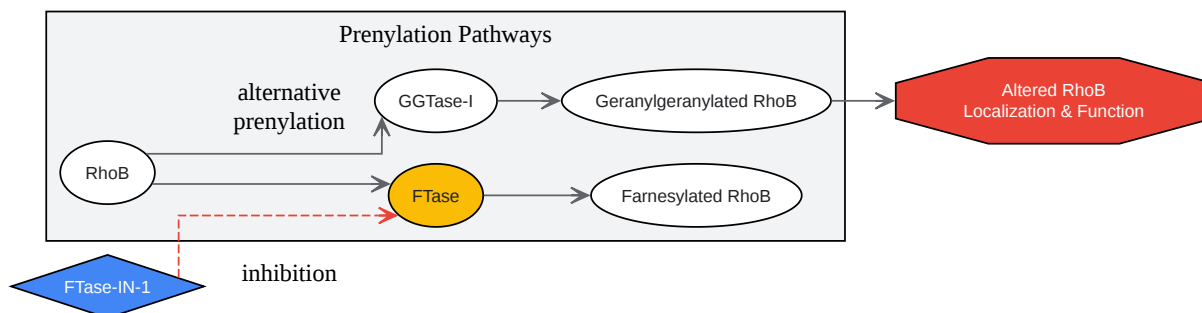 Prenylation Pathways
alternative
prenylation
GGTase-I
Geranylgeranylated RhoB
Altered RhoB
Localization & Function
RhoB
FTase
Farnesylated RhoB
FTase-IN-1
inhibition